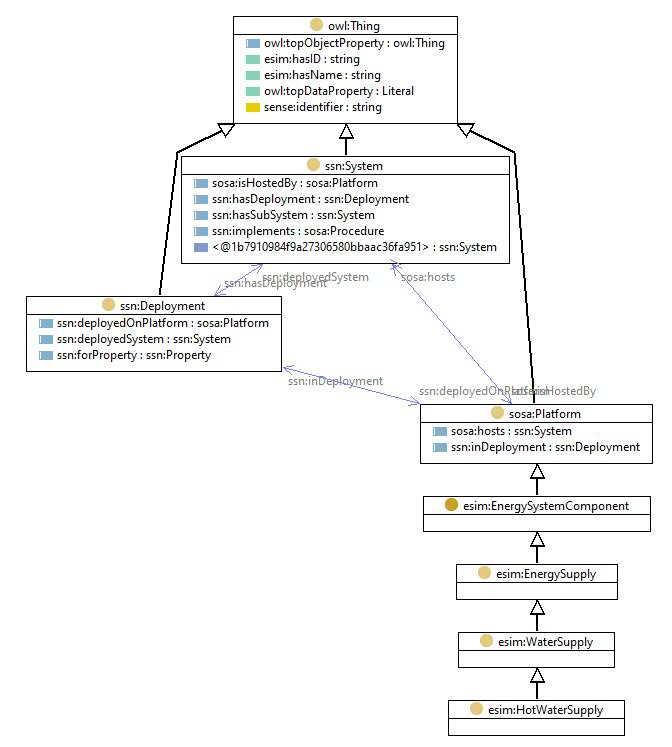 owl:Thing
owl:topObjectProperty : owl:Thing
esim:hasID : string
esim:hasName : string
owl:topDataProperty : Literal
sense:identifier : string
ssn:System
sosa:isHostedBy : sosa:Platform
ssn:hasDeployment : ssn:Deployment
ssn:hasSubSystem : ssn:System
ssn:implements : sosa:Procedure
<@1b7910984f9a27306580bbaac36fa951> : ssn:System
ssn:deployedSystem
sosa:hosts
ssn:hasDeployment
ssn:Deployment
ssn:deployedOnPlatform : sosa:Platform
ssn:deployedSystem : ssn:System
ssn:forProperty : ssn:Property
ssn:inDeployment
ssn:deployedOnPlatform
sosa:isHostedBy
sosa:Platform
sosa:hosts : ssn:System
ssn:inDeployment : ssn:Deployment
esim:EnergySystemComponent
esim:EnergySupply
esim:WaterSupply
esim:HotWaterSupply